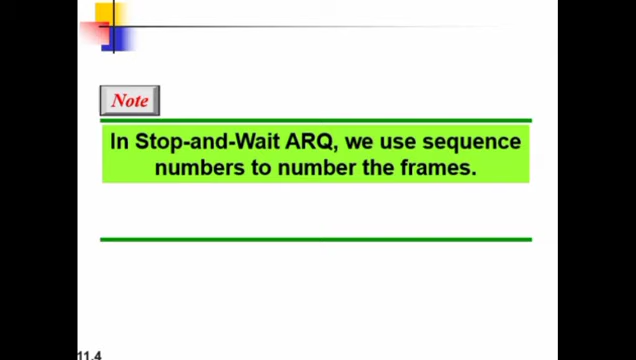 Note
In Stop-and-Wait ARQ, we use sequence
numbers to number the frames.
11.4